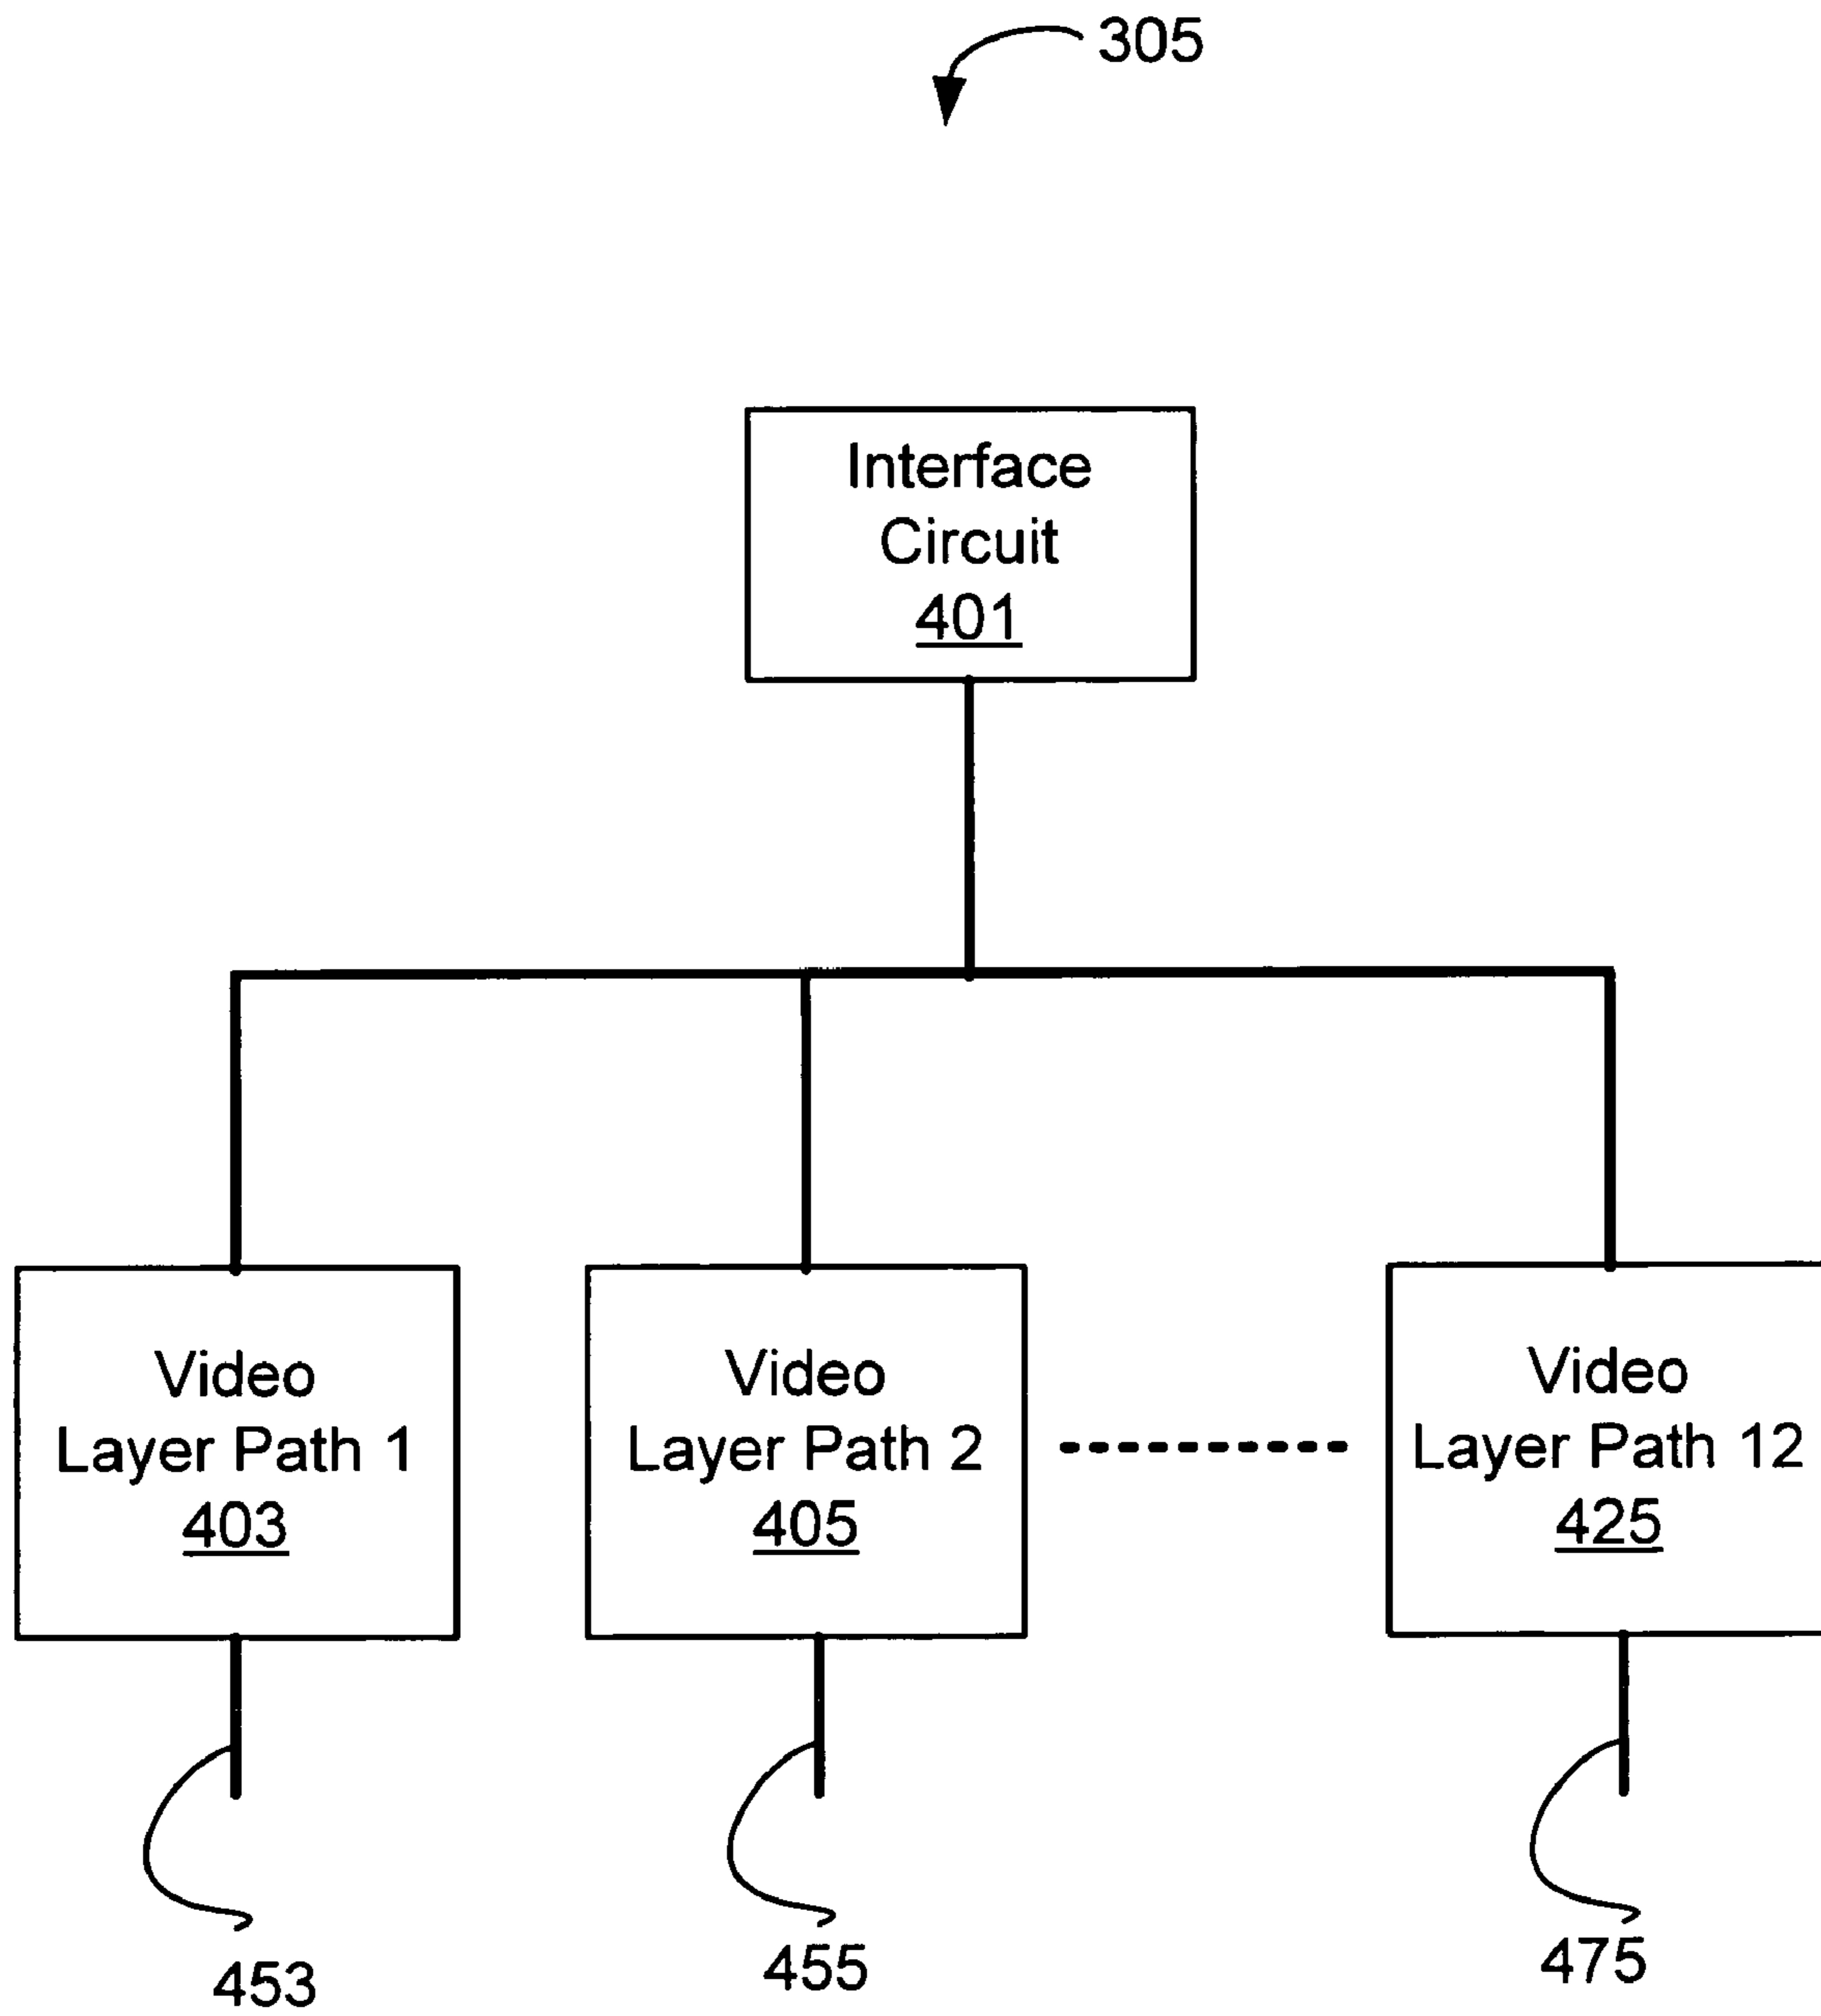 305
Interface
Circuit
401
Video
Layer Path 1
403
Video
Layer Path 2
405
Video
Layer Path 12
425
453
455
475